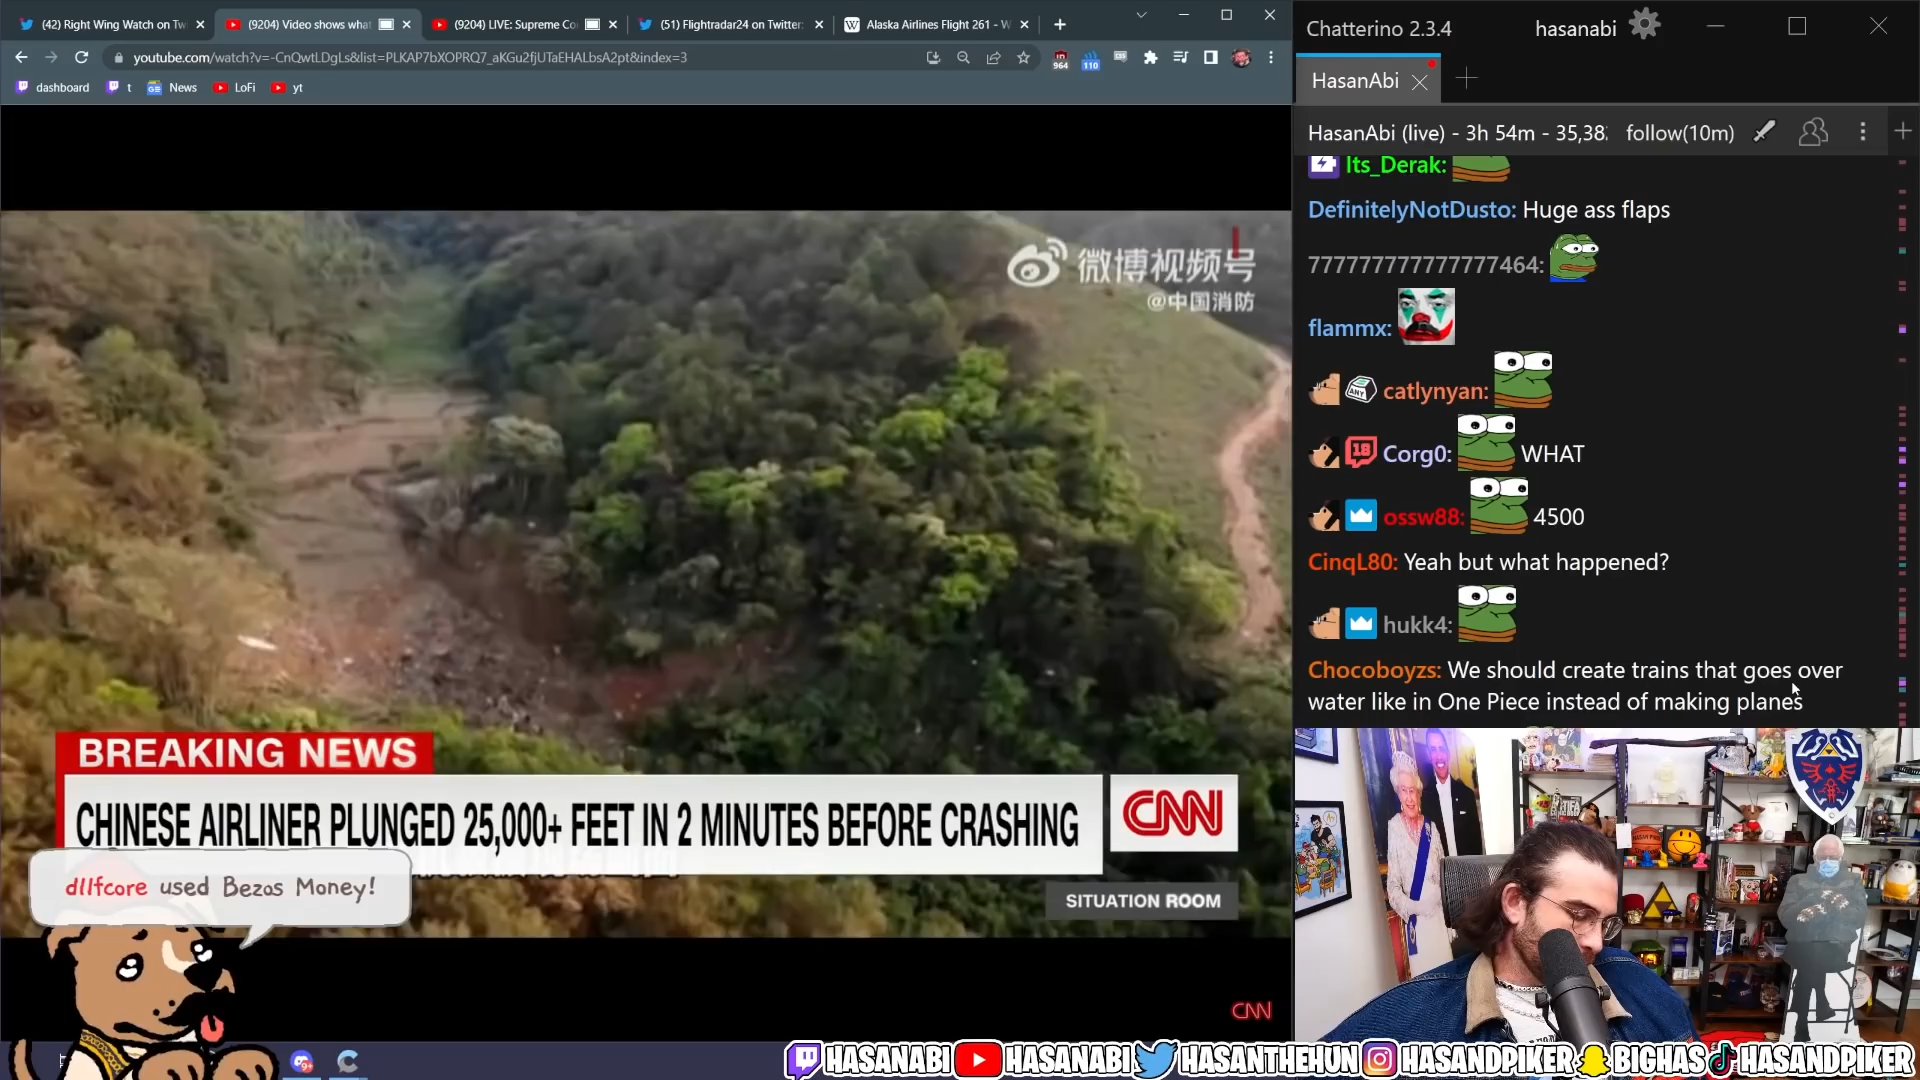 (42) Right Wing Watch on Tw
(9204) Video shows what
(9204) LIVE: Supreme Co
(51) Flightradar24 on Twitter:
Alaska Airlines Flight 261 - W
youtube.com/watch?v=-CnQwtLDgLs&list=PLKAP7bXOPRQ7_aKGu2fjUTaEHALbsA2pt&index=3
964
110
dashboard
t
News
LoFi
yt
微博视频号
@中国消防
BREAKING NEWS
CHINESE AIRLINER PLUNGED 25,000+ FEET IN 2 MINUTES BEFORE CRASHING
CNN
SITUATION ROOM
dllfcore used Bezos Money!
CNN
Chatterino 2.3.4
hasanabi
HasanAbi
HasanAbi (live) - 3h 54m - 35,38
follow(10m)
Its_Derak:
DefinitelyNotDusto: Huge ass flaps
777777777777777464:
flammx:
ANY catlynyan:
18 Corg0: WHAT
ossw88: 4500
CinqL80: Yeah but what happened?
hukk4:
Chocoboyzs: We should create trains that goes over
water like in One Piece instead of making planes
HASANABI HASANABI HASANTHEHUN HASANDPIKER BIGHAS HASANDPIKER